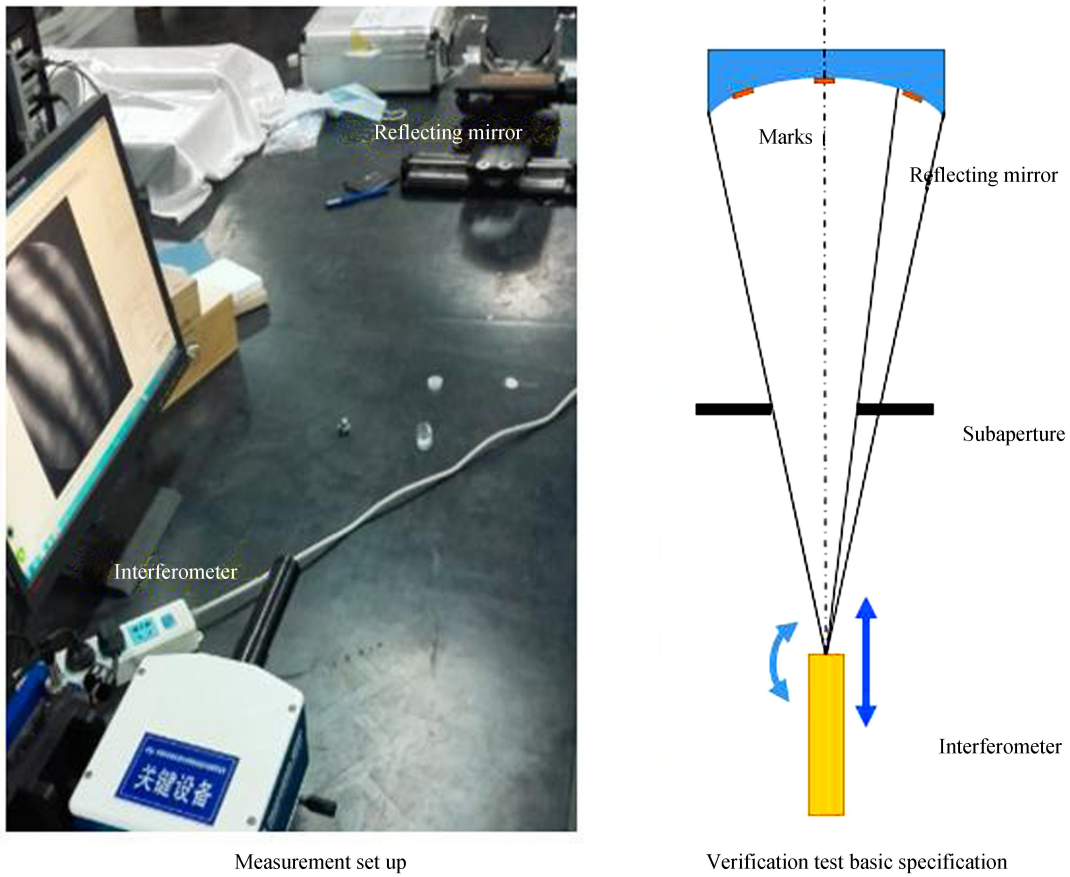 Reflecting mirror
Interferometer
关键设备
Measurement set up
Marks
Reflecting mirror
Subaperture
Interferometer
Verification test basic specification